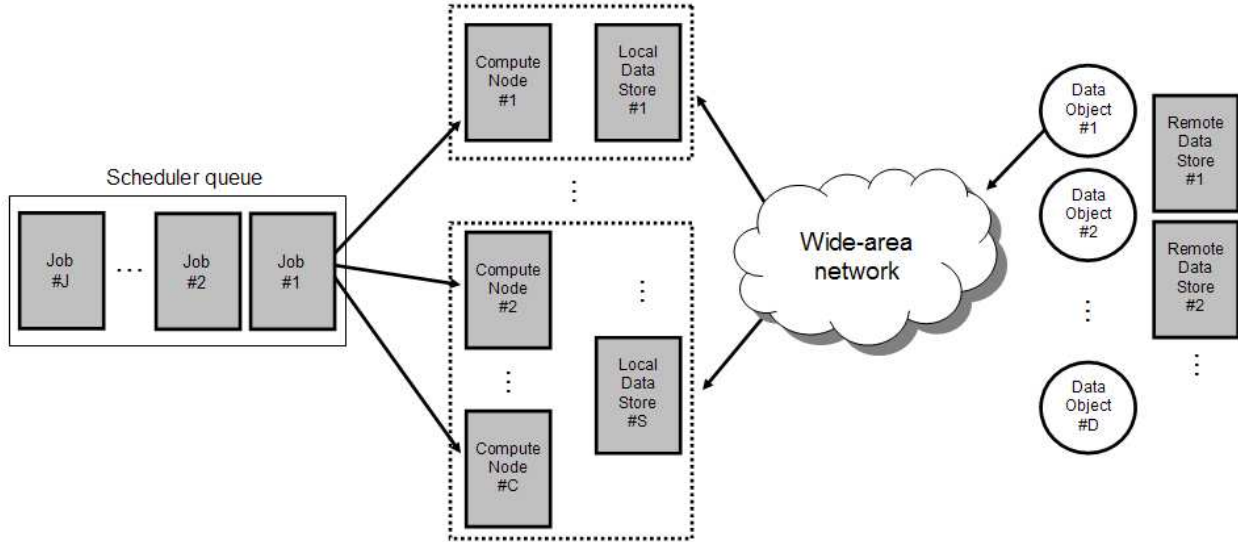 Scheduler queue
Job
#J
...
Job
#2
Job
#1
Compute
Node
#1
Local
Data
Store
#1
...
Compute
Node
#2
...
Compute
Node
#C
...
Local
Data
Store
#S
Wide-area
network
Data
Object
#1
Data
Object
#2
...
Data
Object
#D
Remote
Data
Store
#1
Remote
Data
Store
#2
...